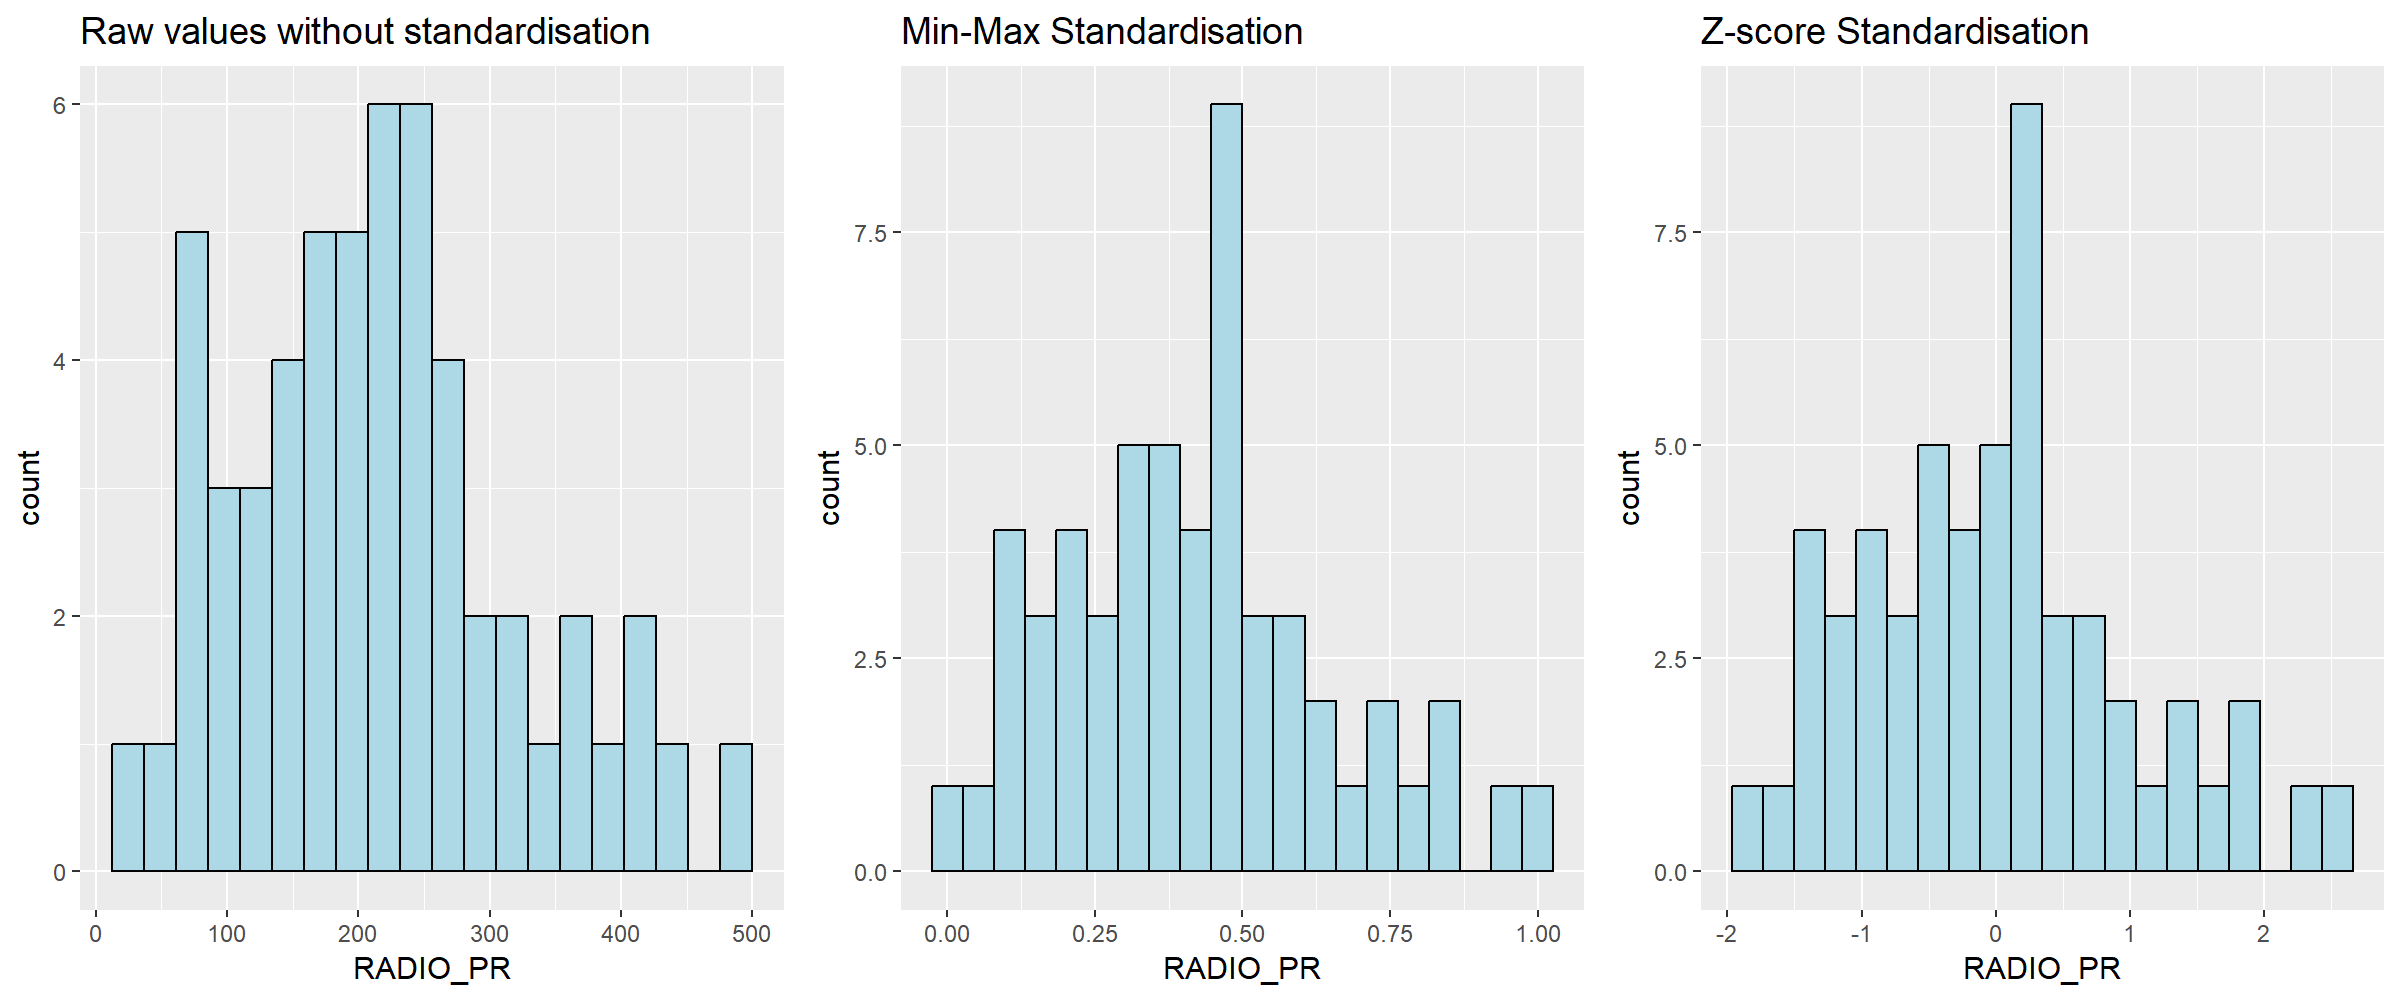 Raw values without standardisation
6
4
2
0
count
0 100 200 300 400 500
RADIO_PR
Min-Max Standardisation
7.5
5.0
2.5
0.0
count
0.00 0.25 0.50 0.75 1.00
RADIO_PR
Z-score Standardisation
7.5
5.0
2.5
0.0
count
-2 -1 0 1 2
RADIO_PR